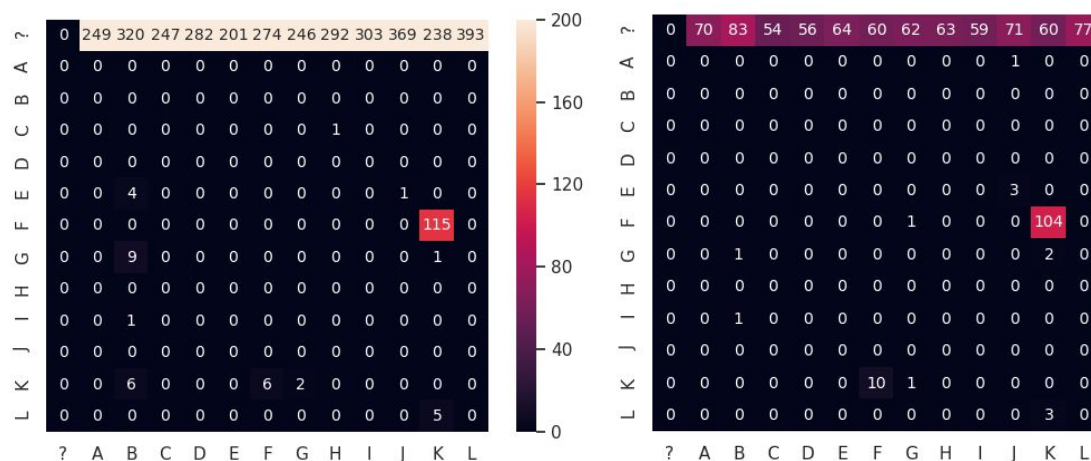 ? 0 249 320 247 282 201 274 246 292 303 369 238 393
A 0 0 0 0 0 0 0 0 0 0 0 0 0
B 0 0 0 0 0 0 0 0 0 0 0 0 0
C 0 0 0 0 0 0 0 0 1 0 0 0 0
D 0 0 0 0 0 0 0 0 0 0 0 0 0
E 0 0 4 0 0 0 0 0 0 0 1 0 0
F 0 0 0 0 0 0 0 0 0 0 0 115 0
G 0 0 9 0 0 0 0 0 0 0 0 1 0
H 0 0 0 0 0 0 0 0 0 0 0 0 0
I 0 0 1 0 0 0 0 0 0 0 0 0 0
J 0 0 0 0 0 0 0 0 0 0 0 0 0
K 0 0 6 0 0 0 6 2 0 0 0 0 0
L 0 0 0 0 0 0 0 0 0 0 0 5 0
? A B C D E F G H I J K L
200
160
120
80
40
0
? 0 70 83 54 56 64 60 62 63 59 71 60 77
A 0 0 0 0 0 0 0 0 0 0 1 0 0
B 0 0 0 0 0 0 0 0 0 0 0 0 0
C 0 0 0 0 0 0 0 0 0 0 0 0 0
D 0 0 0 0 0 0 0 0 0 0 0 0 0
E 0 0 0 0 0 0 0 0 0 0 3 0 0
F 0 0 0 0 0 0 0 1 0 0 0 104 0
G 0 0 1 0 0 0 0 0 0 0 0 2 0
H 0 0 0 0 0 0 0 0 0 0 0 0 0
I 0 0 1 0 0 0 0 0 0 0 0 0 0
J 0 0 0 0 0 0 0 0 0 0 0 0 0
K 0 0 0 0 0 0 10 1 0 0 0 0 0
L 0 0 0 0 0 0 0 0 0 0 0 3 0
? A B C D E F G H I J K L